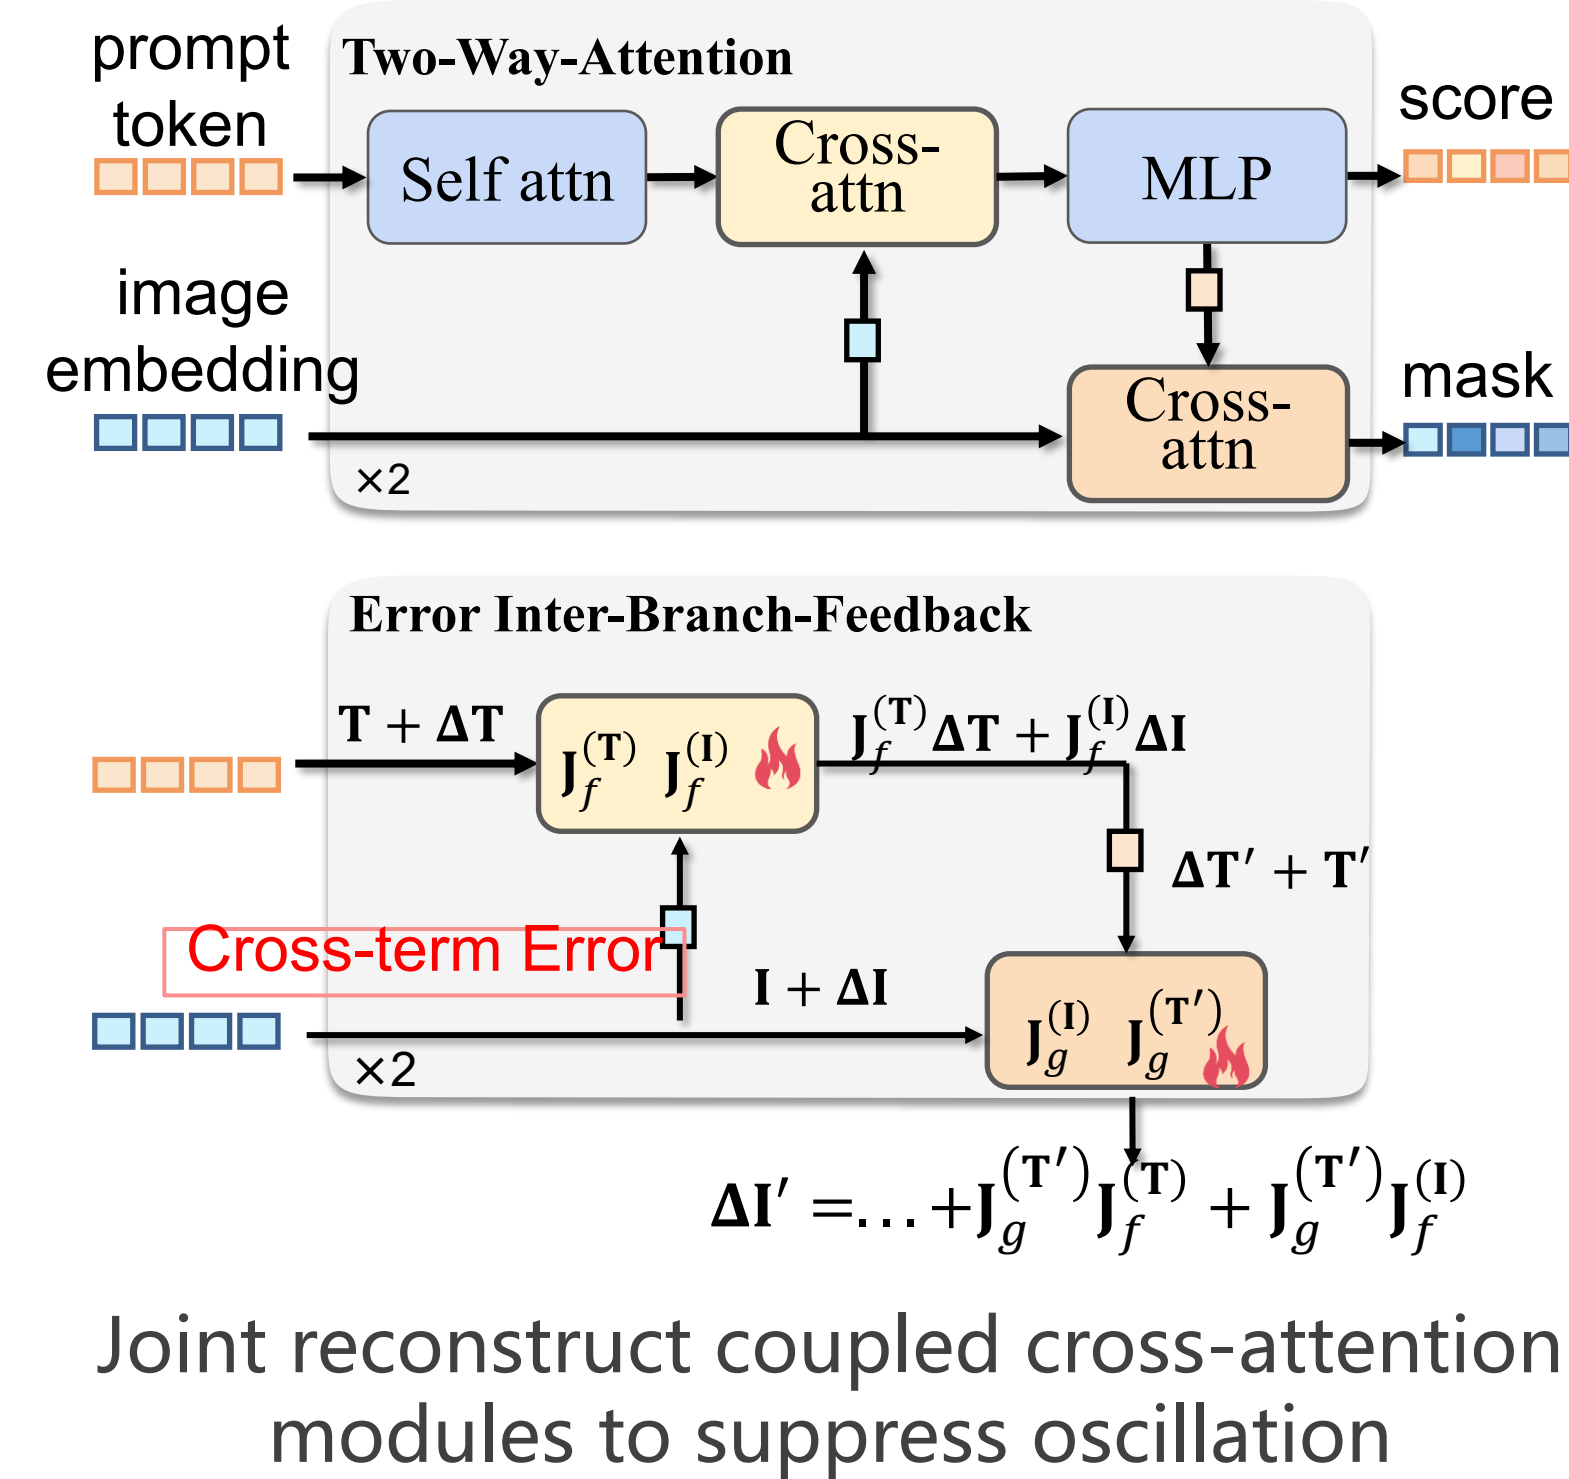 prompt
token
Two-Way-Attention
Self attn
Cross-
attn
MLP
score
image
embedding
Cross-
attn
mask
×2
Error Inter-Branch-Feedback
𝐓 + 𝚫𝐓
𝐉_f^(𝐓) 𝐉_f^(𝐈)
𝐉_f^(𝐓)𝚫𝐓 + 𝐉_f^(𝐈)𝚫𝐈
𝚫𝐓′ + 𝐓′
Cross-term Error
𝐈 + 𝚫𝐈
𝐉_g^(𝐈) 𝐉_g^(𝐓′)
×2
𝚫𝐈′ =…+𝐉_g^(𝐓′)𝐉_f^(𝐓) + 𝐉_g^(𝐓′)𝐉_f^(𝐈)
Joint reconstruct coupled cross-attention
modules to suppress oscillation